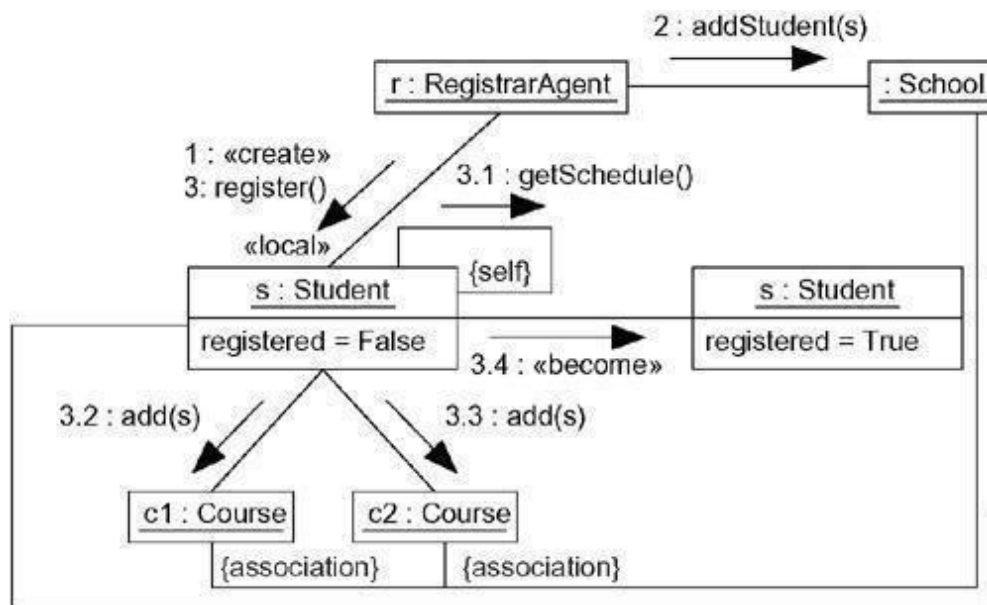 2 : addStudent(s)
r : RegistrarAgent
: School
1 : «create»
3: register()
3.1 : getSchedule()
«local»
{self}
s : Student
registered = False
s : Student
registered = True
3.4 : «become»
3.2 : add(s)
3.3 : add(s)
c1 : Course
c2 : Course
{association}
{association}